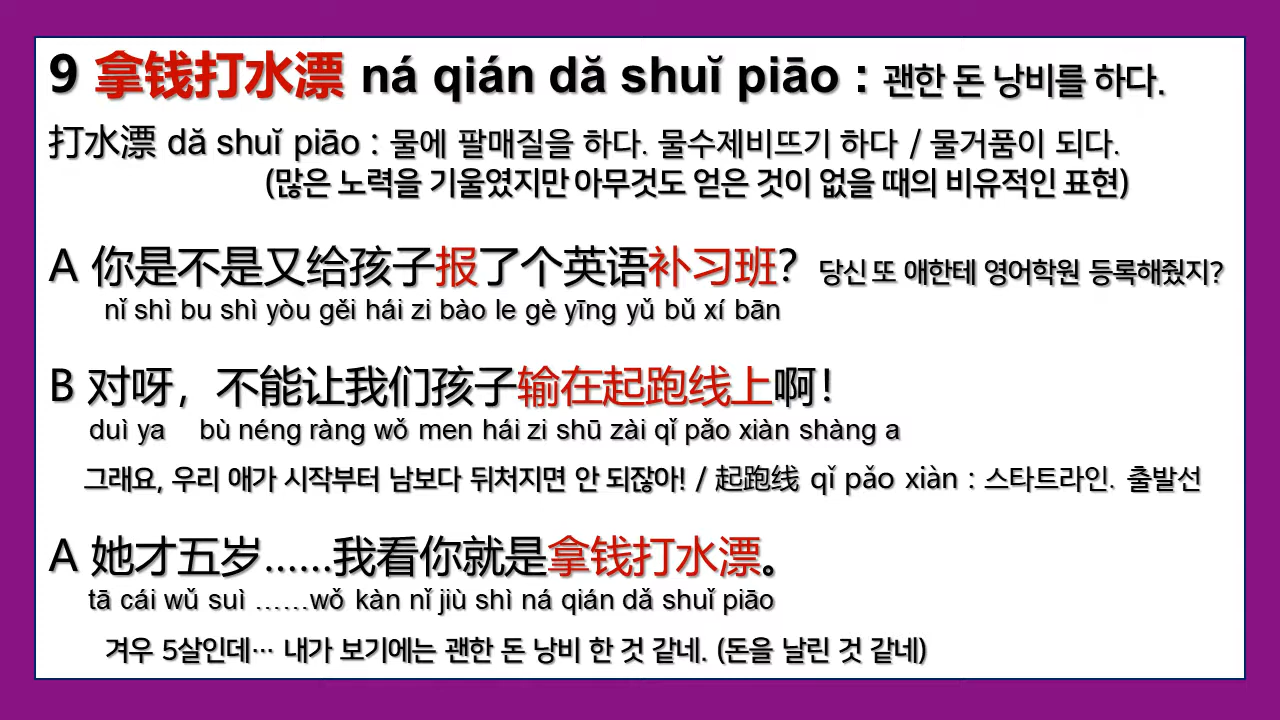 9 拿钱打水漂 ná qián dă shuĭ piāo : 괜한 돈 낭비를 하다.
打水漂 dă shuĭ piāo : 물에 팔매질을 하다. 물수제비뜨기 하다 / 물거품이 되다.
(많은 노력을 기울였지만 아무것도 얻은 것이 없을 때의 비유적인 표현)
A 你是不是又给孩子报了个英语补习班? 당신 또 애한테 영어학원 등록해줬지?
nǐ shì bu shì yòu gěi hái zi bào le gè yīng yǔ bǔ xí bān
B 对呀，不能让我们孩子输在起跑线上啊！
duì ya bù néng ràng wǒ men hái zi shū zài qǐ pǎo xiàn shàng a
그래요, 우리 애가 시작부터 남보다 뒤처지면 안 되잖아! / 起跑线 qǐ pǎo xiàn : 스타트라인. 출발선
A 她才五岁……我看你就是拿钱打水漂。
tā cái wǔ suì ……wǒ kàn nǐ jiù shì ná qián dă shuĭ piāo
겨우 5살인데… 내가 보기에는 괜한 돈 낭비 한 것 같네. (돈을 날린 것 같네)